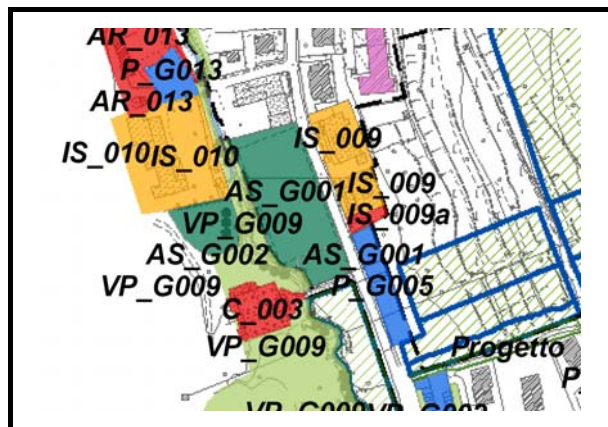 AR_013
P_G013
AR_013
IS_009
IS_010 IS_010
AS_G001 IS_009
VP_G009 IS_009a
AS_G002 AS_G001
VP_G009 P_G005
C_003
VP_G009 Progetto